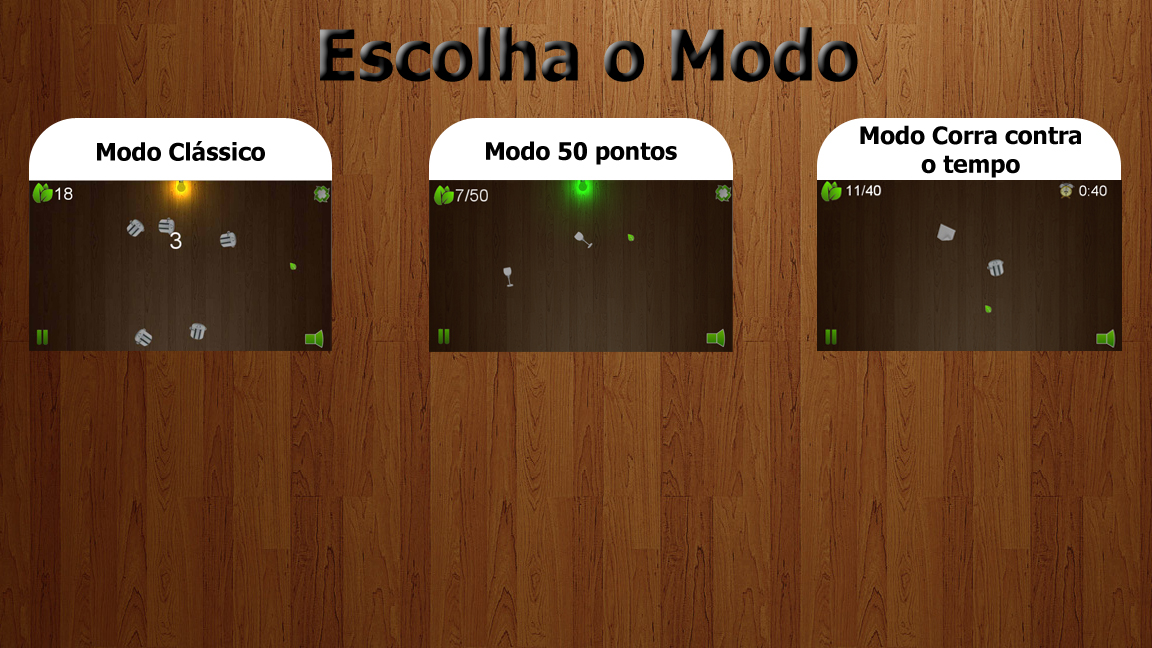 Escolha o Modo
Modo Clássico
Modo 50 pontos
Modo Corra contra
o tempo
18
3
7/50
11/40
0:40